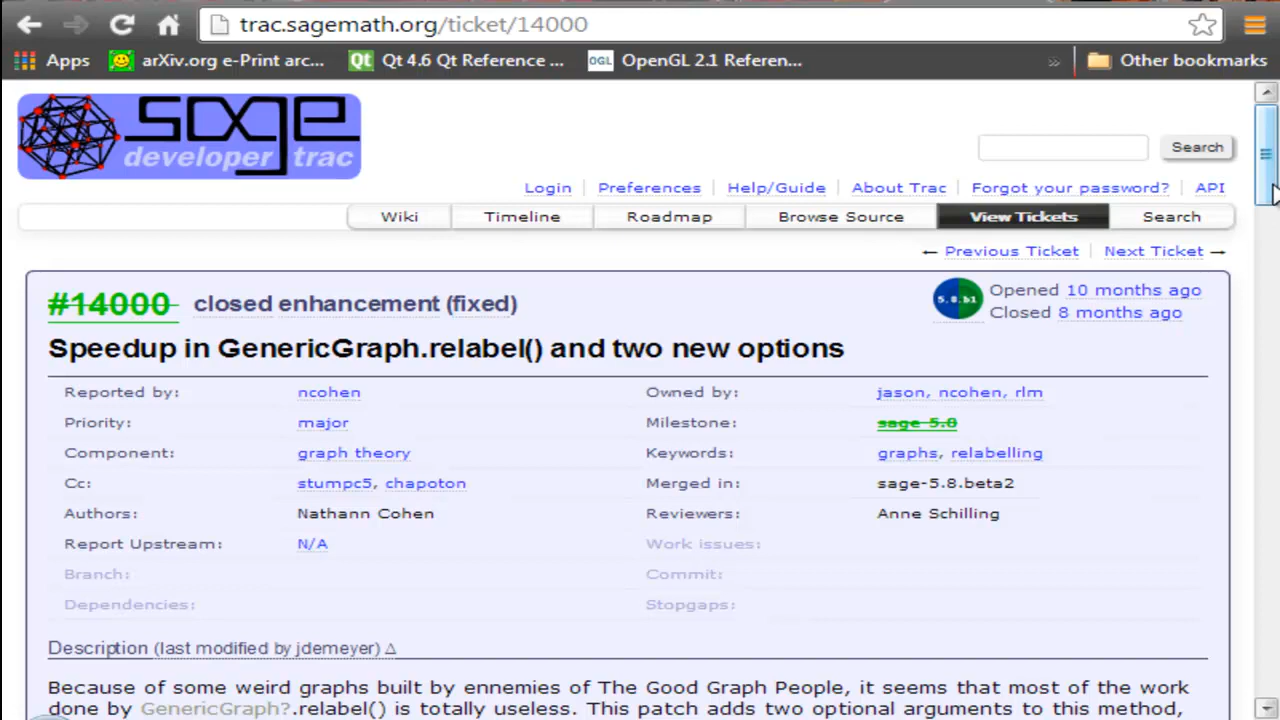 trac.sagemath.org/ticket/14000
Apps arXiv.org e-Print arc... Qt Qt 4.6 Qt Reference ... OGL OpenGL 2.1 Referen... » Other bookmarks
sage
developer trac
Search
Login Preferences Help/Guide About Trac Forgot your password? API
Wiki Timeline Roadmap Browse Source View Tickets Search
← Previous Ticket Next Ticket →
#14000 closed enhancement (fixed) 5.8.b1 Opened 10 months ago
Closed 8 months ago
Speedup in GenericGraph.relabel() and two new options
Reported by: ncohen Owned by: jason, ncohen, rlm
Priority: major Milestone: sage-5.8
Component: graph theory Keywords: graphs, relabelling
Cc: stumpc5, chapoton Merged in: sage-5.8.beta2
Authors: Nathann Cohen Reviewers: Anne Schilling
Report Upstream: N/A Work issues:
Branch: Commit:
Dependencies: Stopgaps:
Description (last modified by jdemeyer) Δ
Because of some weird graphs built by ennemies of The Good Graph People, it seems that most of the work
done by GenericGraph?.relabel() is totally useless. This patch adds two optional arguments to this method,